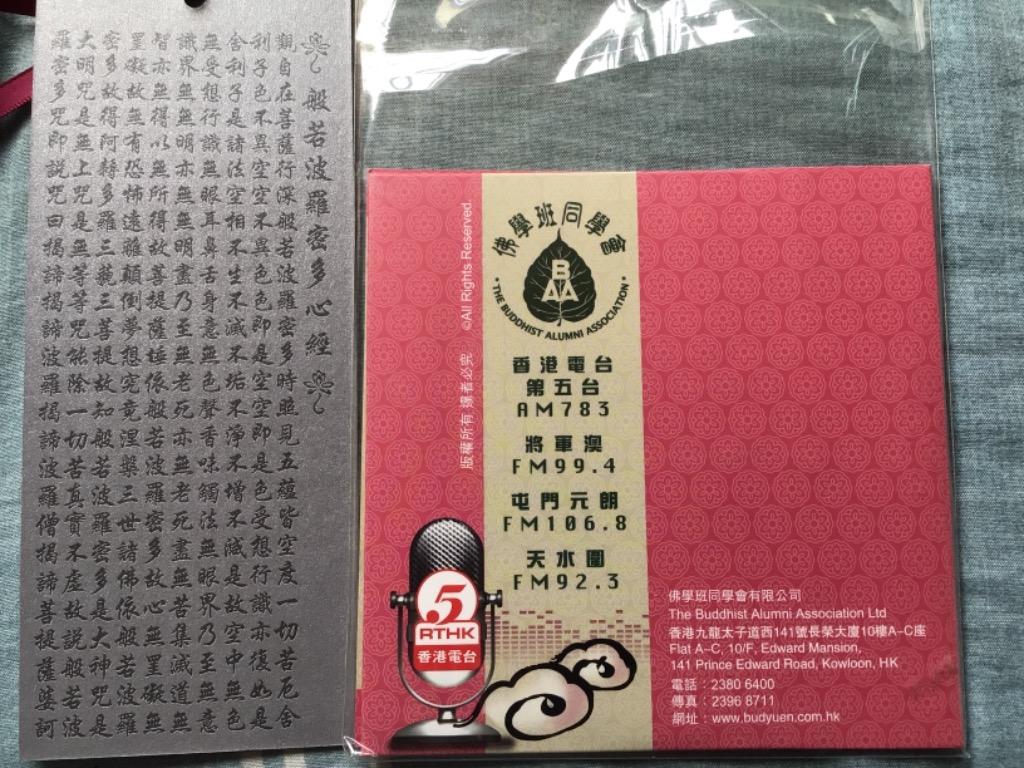 般若波羅密多心經
觀自在菩薩行深般若波羅密多時照見五蘊皆空度一切苦厄舍
利子色不異空空不異色色即是空空即是色受想行識亦復如是
舍利子是諸法空相不生不滅不垢不淨不增不減是故空中無色
無受想行識無眼耳鼻舌身意無色聲香味觸法無眼界乃至無意
識界無無明亦無無明盡乃至無老死亦無老死盡無苦集滅道無
智亦無得以無所得故菩提薩埵依般若波羅密多故心無罣礙無
罣礙故無有恐怖遠離顛倒夢想究竟涅槃三世諸佛依般若波羅
密多故得阿耨多羅三藐三菩提故知般若波羅密多是大神咒是
大明咒是無上咒是無等等咒能除一切苦真實不虛故說般若波
羅密多咒即說咒曰揭諦揭諦波羅揭諦波羅僧揭諦菩提薩婆訶
版權所有 違者必究 ©All Rights Reserved.
佛學班同學會
BAA
• THE BUDDHIST ALUMNI ASSOCIATION •
香港電台
第五台
AM783
將軍澳
FM99.4
屯門元朗
FM106.8
天水圍
FM92.3
5
RTHK
香港電台
佛學班同學會有限公司
The Buddhist Alumni Association Ltd
香港九龍太子道西141號長榮大廈10樓A-C座
Flat A-C, 10/F, Edward Mansion,
141 Prince Edward Road, Kowloon, HK
電話：2380 6400
傳真：2396 8711
網址：www.budyuen.com.hk